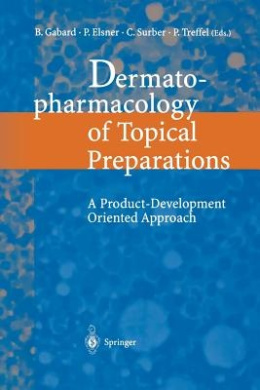 B. Gabard · P. Elsner · C. Surber · P. Treffel (Eds.)
Dermato-
pharmacology
of Topical
Preparations
A Product-Development
Oriented Approach
Springer